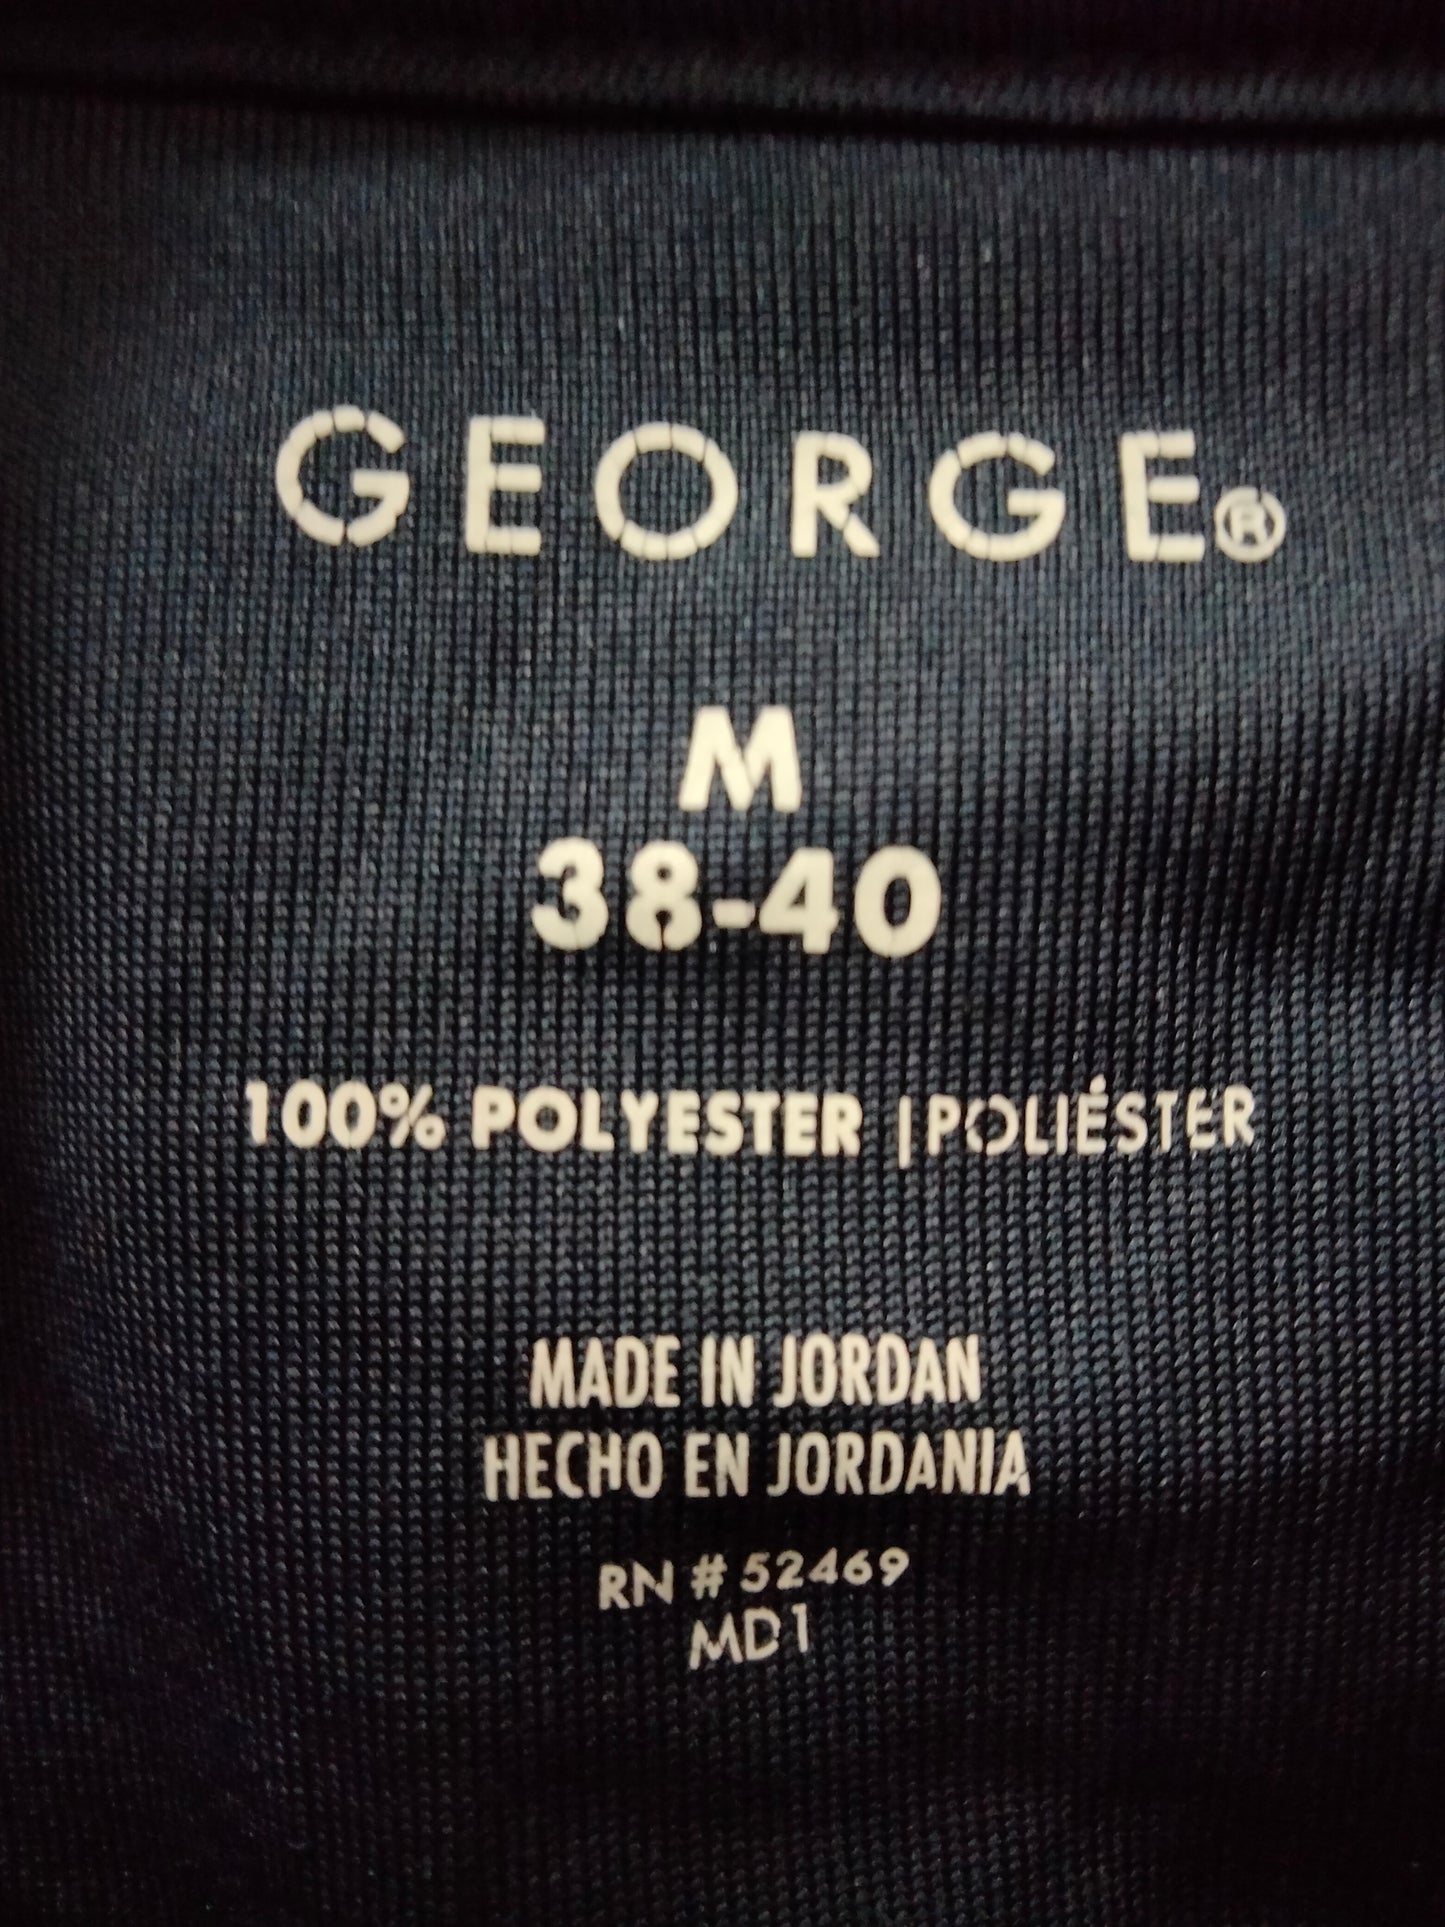 GEORGE®
M
38-40
100% POLYESTER | POLIÉSTER
MADE IN JORDAN
HECHO EN JORDANIA
RN # 52469
MD1